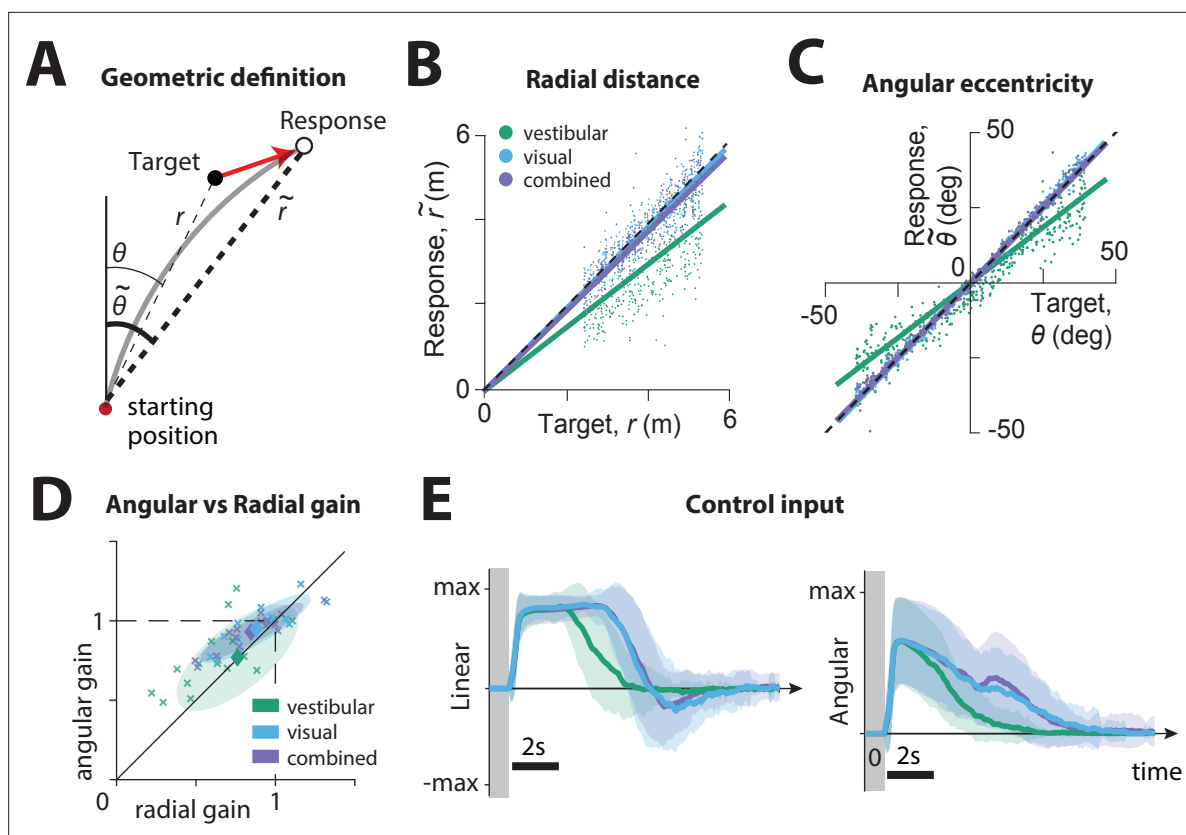 A
Geometric definition
Response
Target
r
r̃
θ
θ̃
starting
position
B
Radial distance
6
vestibular
visual
combined
Response, r̃ (m)
0
0
Target, r (m)
6
C
Angular eccentricity
50
Response,
θ̃ (deg)
0
50
-50
Target,
θ (deg)
-50
D
Angular vs Radial gain
1
angular gain
vestibular
visual
combined
0
radial gain
1
E
Control input
max
Linear
2s
-max
max
Angular
0
2s
time